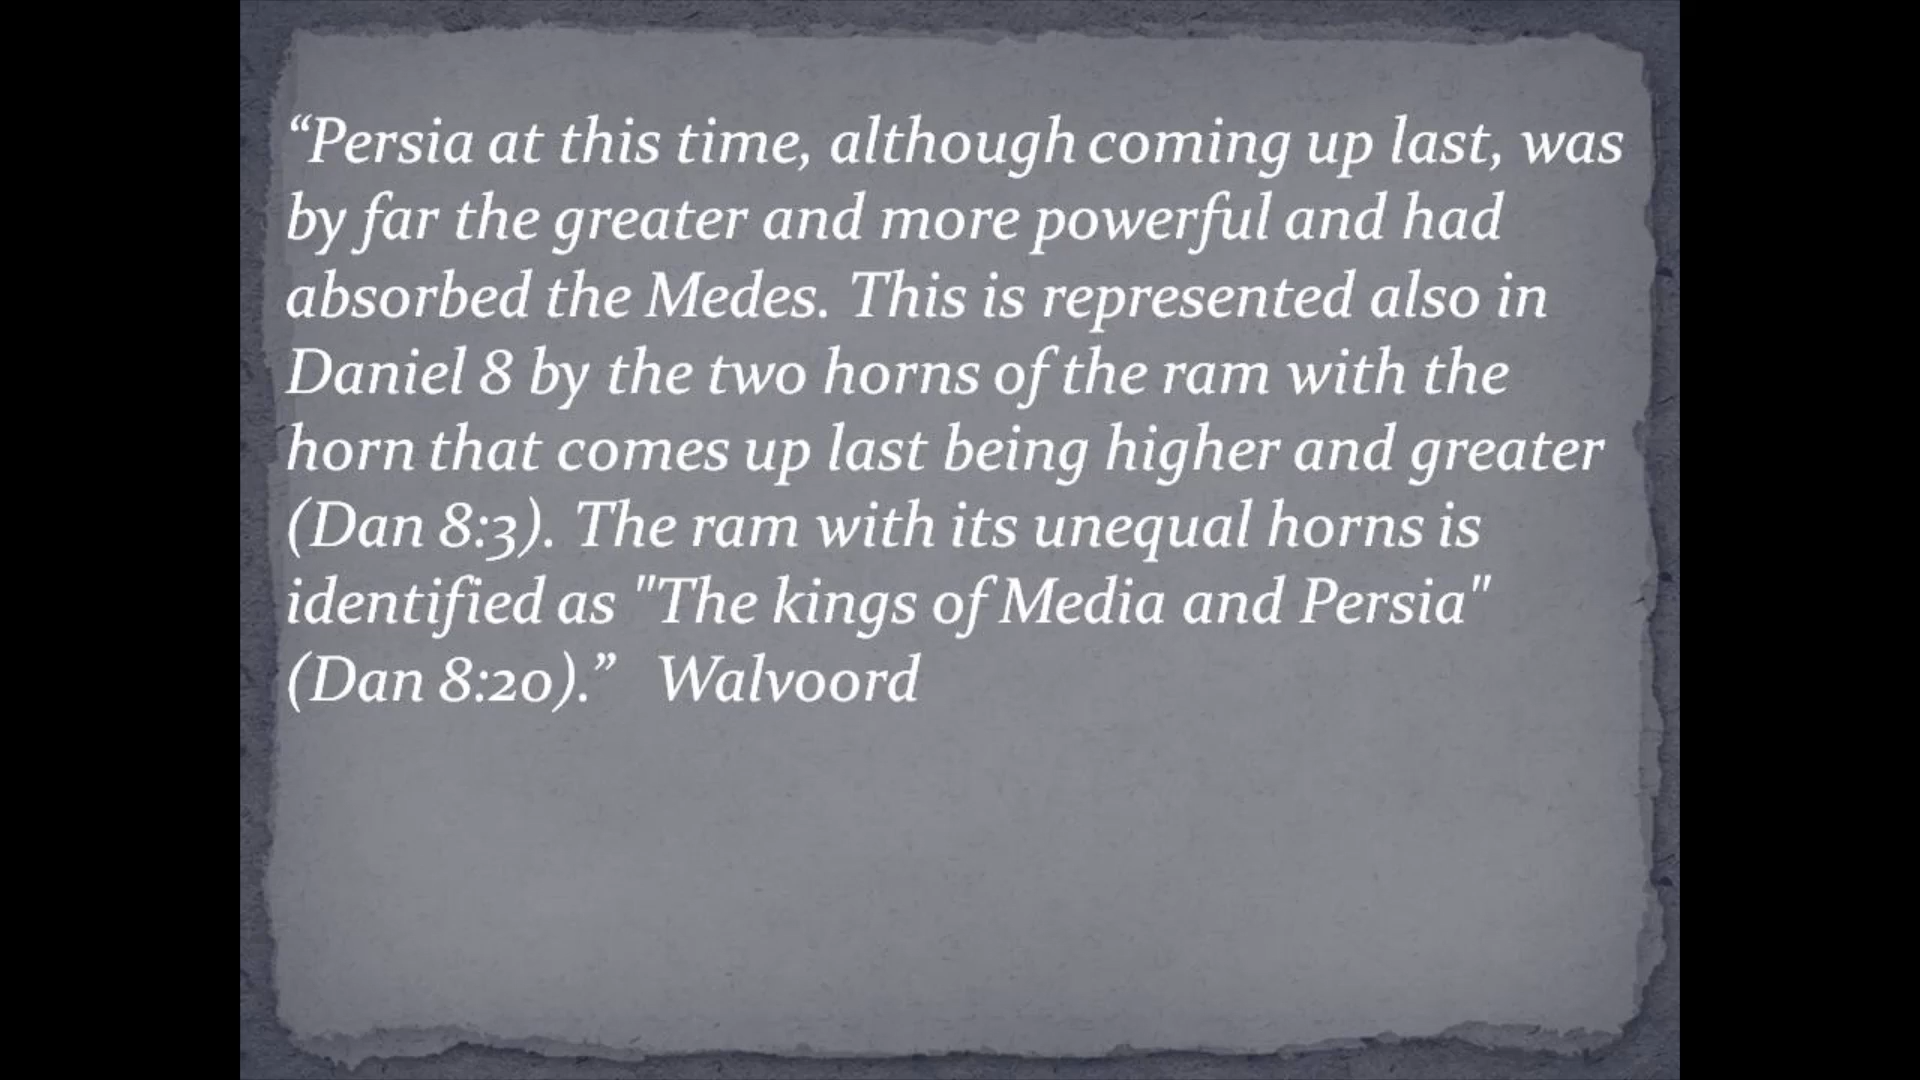 “Persia at this time, although coming up last, was
by far the greater and more powerful and had
absorbed the Medes. This is represented also in
Daniel 8 by the two horns of the ram with the
horn that comes up last being higher and greater
(Dan 8:3). The ram with its unequal horns is
identified as "The kings of Media and Persia"
(Dan 8:20).” Walvoord